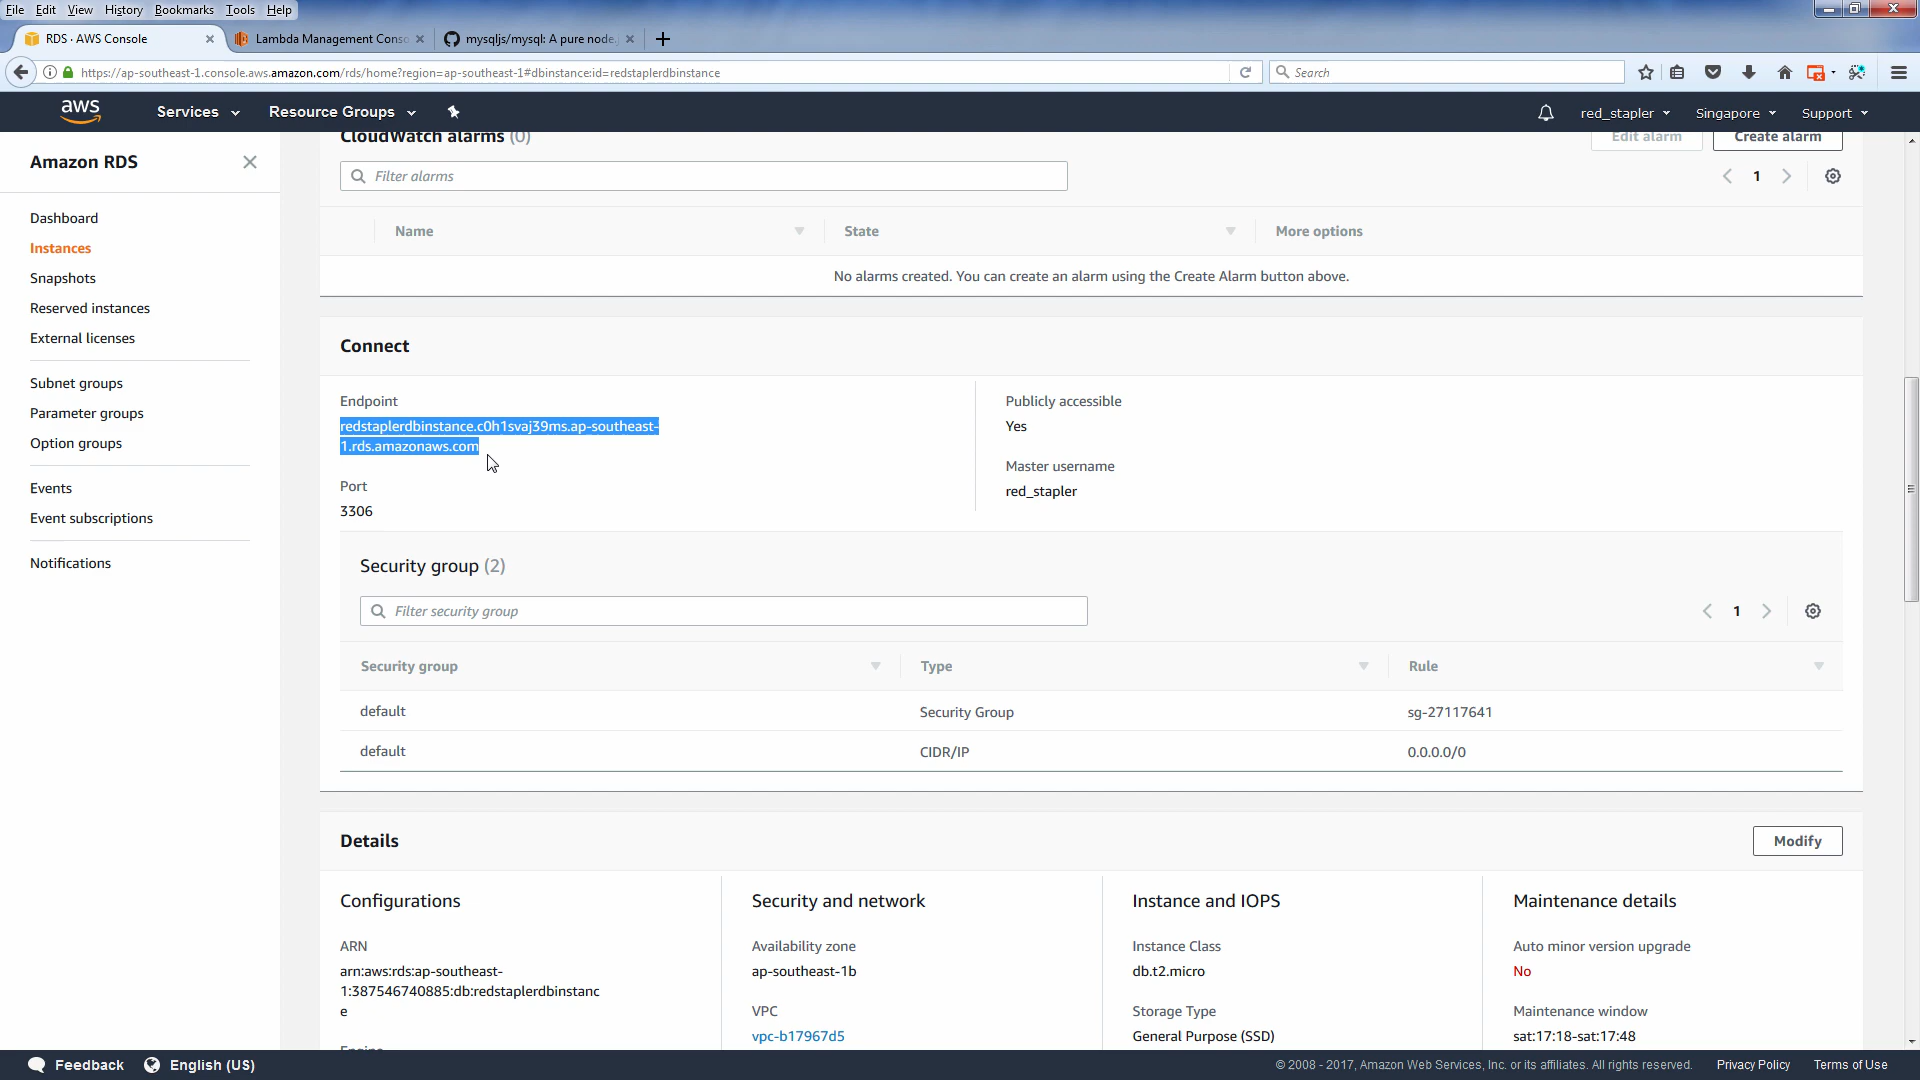 File Edit View History Bookmarks Tools Help
RDS · AWS Console
Lambda Management Conso
mysqljs/mysql: A pure node.j
https://ap-southeast-1.console.aws.amazon.com/rds/home?region=ap-southeast-1#dbinstance:id=redstaplerdbinstance
Search
aws Services Resource Groups red_stapler Singapore Support
Amazon RDS
Dashboard
Instances
Snapshots
Reserved instances
External licenses
Subnet groups
Parameter groups
Option groups
Events
Event subscriptions
Notifications
CloudWatch alarms (0)
Edit alarm Create alarm
Filter alarms
1
Name State More options
No alarms created. You can create an alarm using the Create Alarm button above.
Connect
Endpoint
redstaplerdbinstance.c0h1svaj39ms.ap-southeast-
1.rds.amazonaws.com
Port
3306
Publicly accessible
Yes
Master username
red_stapler
Security group (2)
Filter security group
1
Security group Type Rule
default Security Group sg-27117641
default CIDR/IP 0.0.0.0/0
Details
Modify
Configurations
ARN
arn:aws:rds:ap-southeast-
1:387546740885:db:redstaplerdbinstanc
e
Engine
Security and network
Availability zone
ap-southeast-1b
VPC
vpc-b17967d5
Instance and IOPS
Instance Class
db.t2.micro
Storage Type
General Purpose (SSD)
Maintenance details
Auto minor version upgrade
No
Maintenance window
sat:17:18-sat:17:48
Feedback English (US)
© 2008 - 2017, Amazon Web Services, Inc. or its affiliates. All rights reserved. Privacy Policy Terms of Use